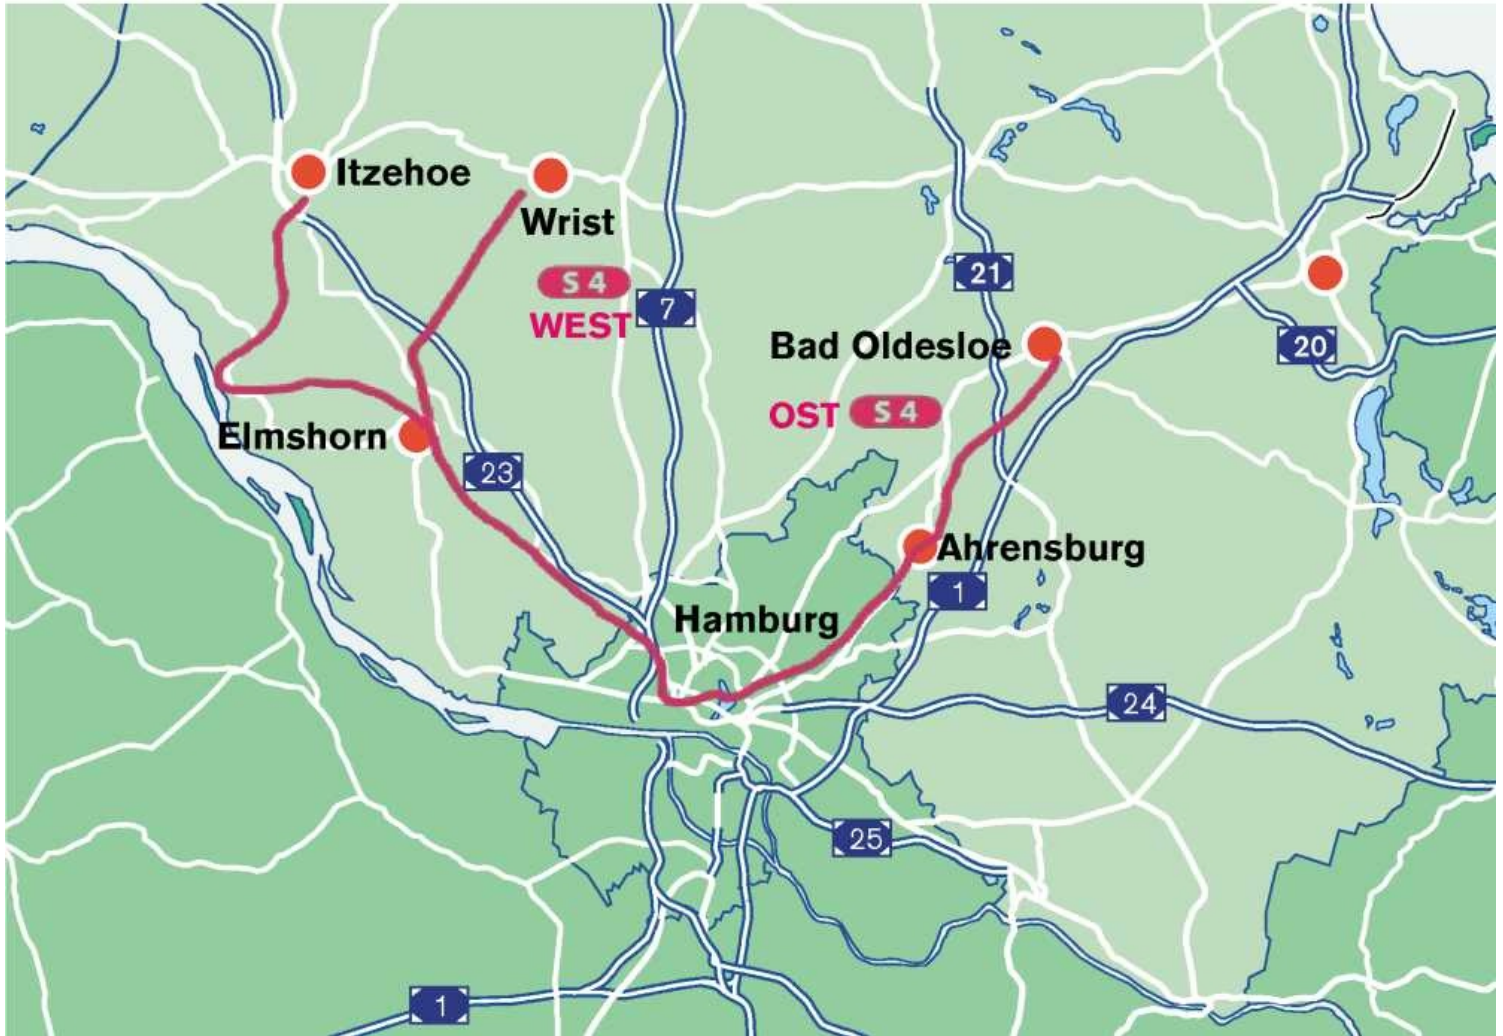 Itzehoe
Wrist
S 4
WEST
7
21
Bad Oldesloe
20
OST S 4
Elmshorn
23
Ahrensburg
1
Hamburg
24
25
1